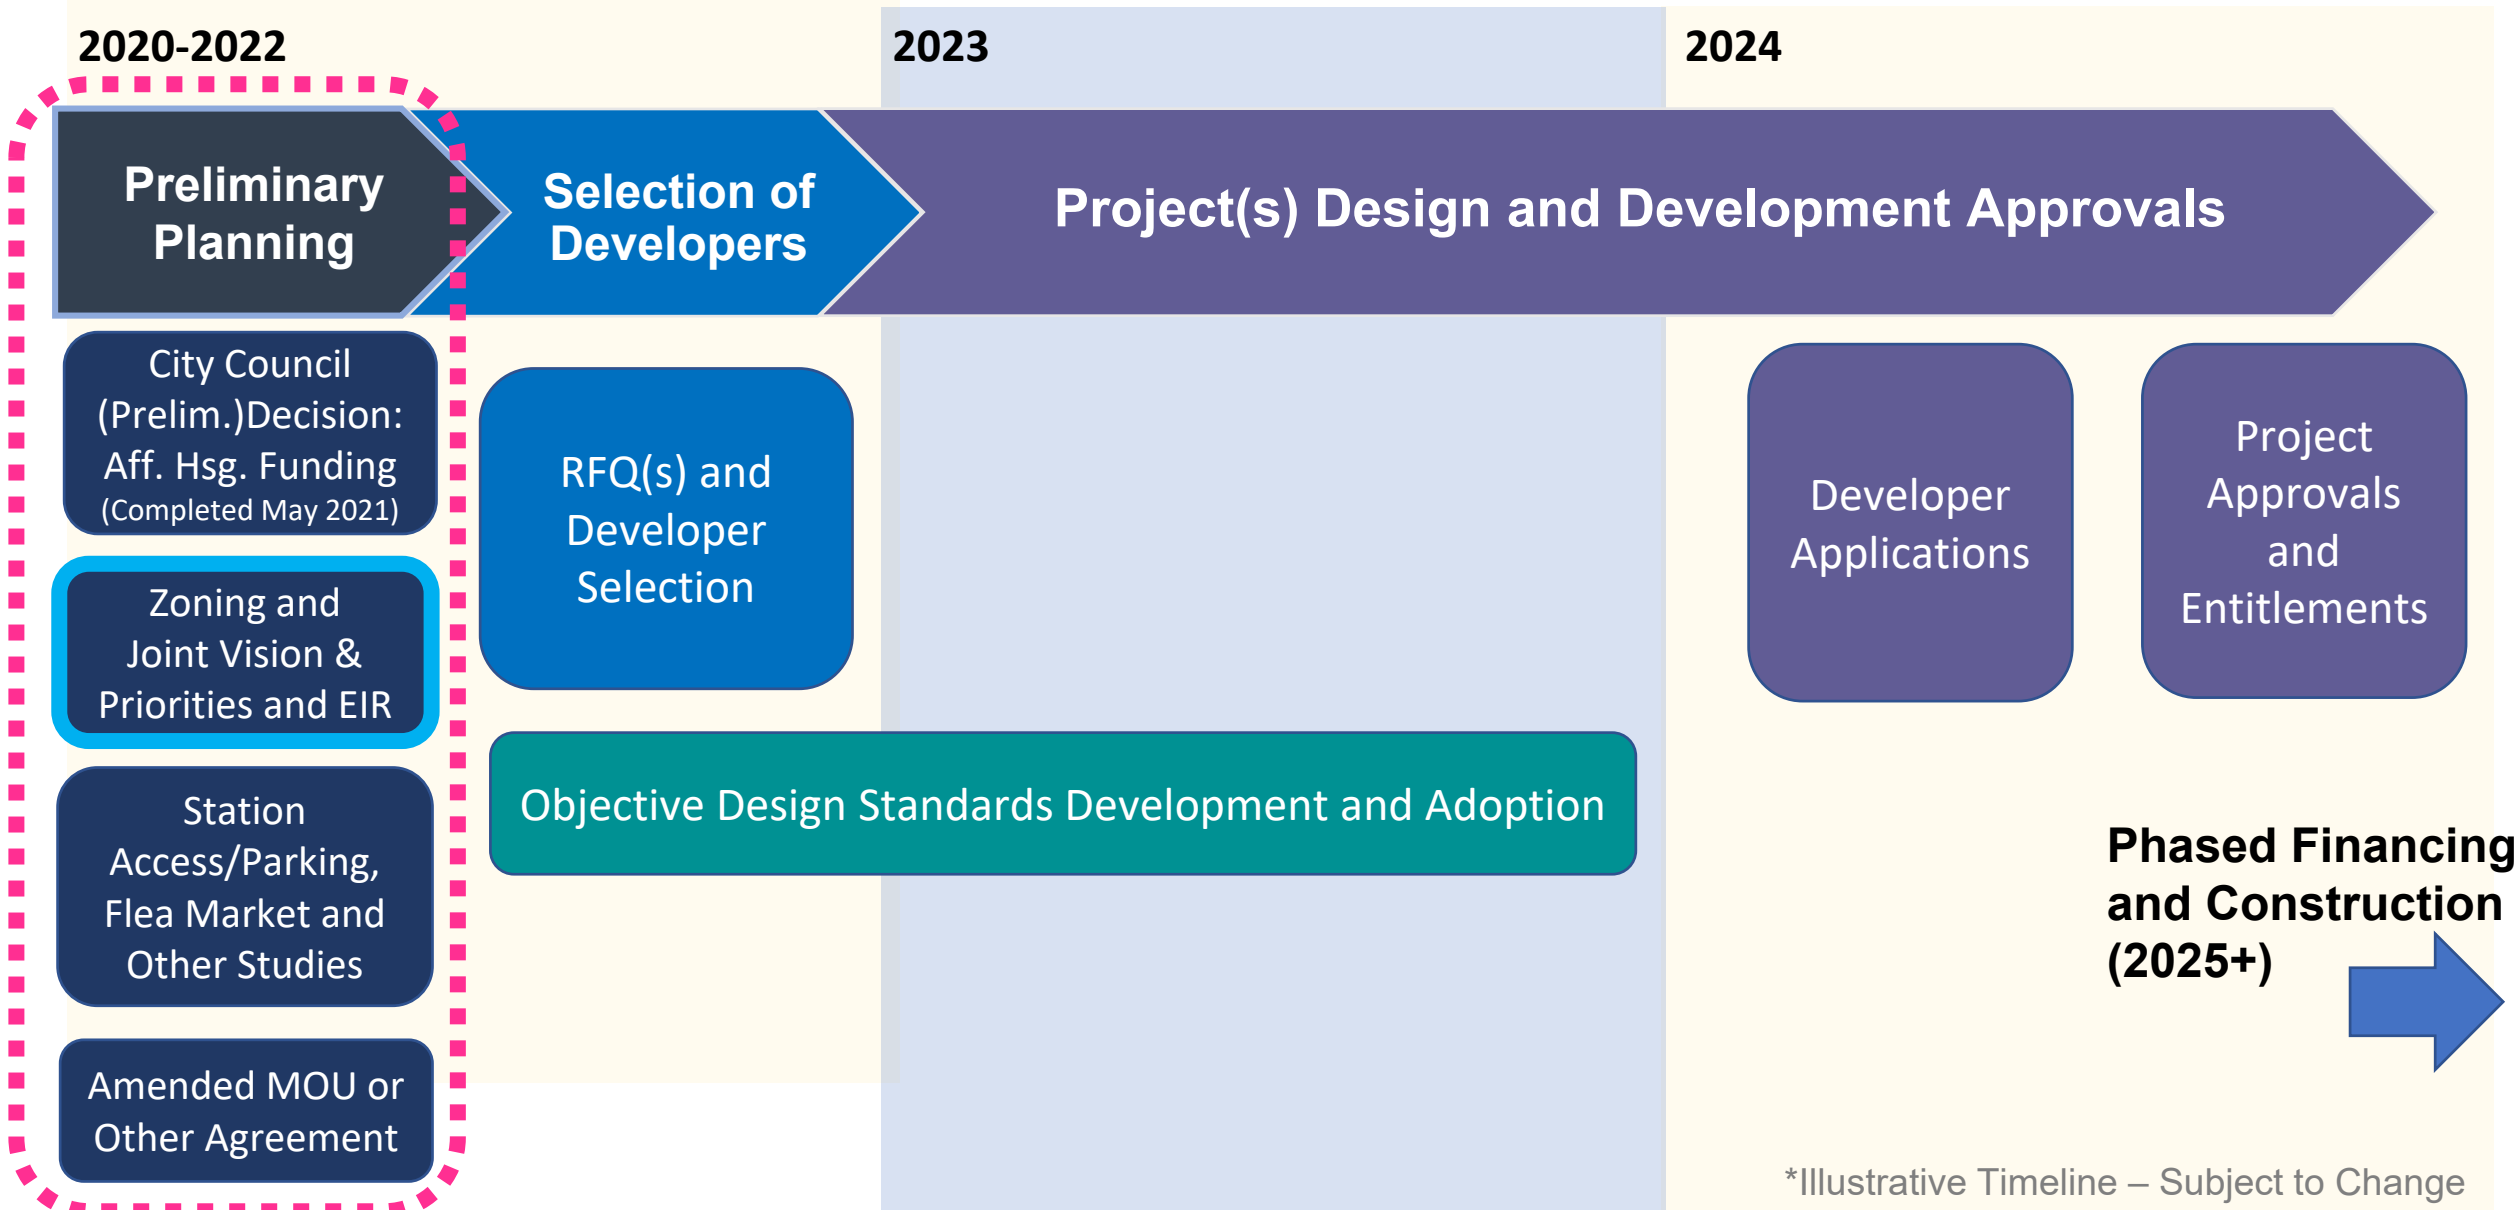 2020-2022
2023
2024
Preliminary
Planning
Selection of
Developers
Project(s) Design and Development Approvals
City Council
(Prelim.)Decision:
Aff. Hsg. Funding
(Completed May 2021)
Zoning and
Joint Vision &
Priorities and EIR
Station
Access/Parking,
Flea Market and
Other Studies
Amended MOU or
Other Agreement
RFQ(s) and
Developer
Selection
Objective Design Standards Development and Adoption
Developer
Applications
Project
Approvals
and
Entitlements
Phased Financing
and Construction
(2025+)
*Illustrative Timeline – Subject to Change